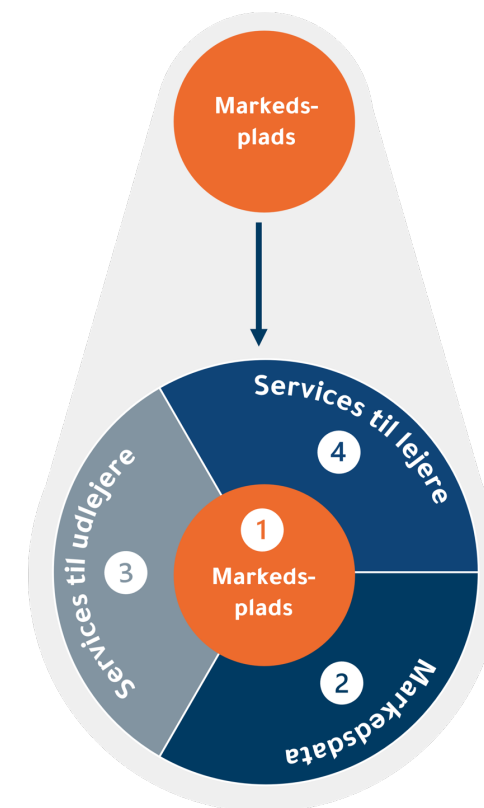 Markeds-
plads
Services til lejere
4
1
Markeds-
plads
Services til udlejere
3
2
Markedsdata